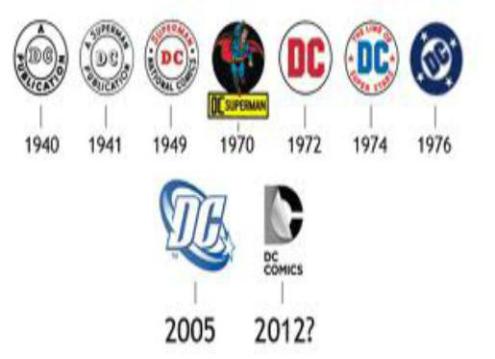 A DC PUBLICATION
A SUPERMAN DC PUBLICATION
SUPERMAN DC NATIONAL COMICS
DC SUPERMAN
DC
THE LINE OF DC SUPER STARS
DC
1940 1941 1949 1970 1972 1974 1976
DC
DC
COMICS
2005 2012?